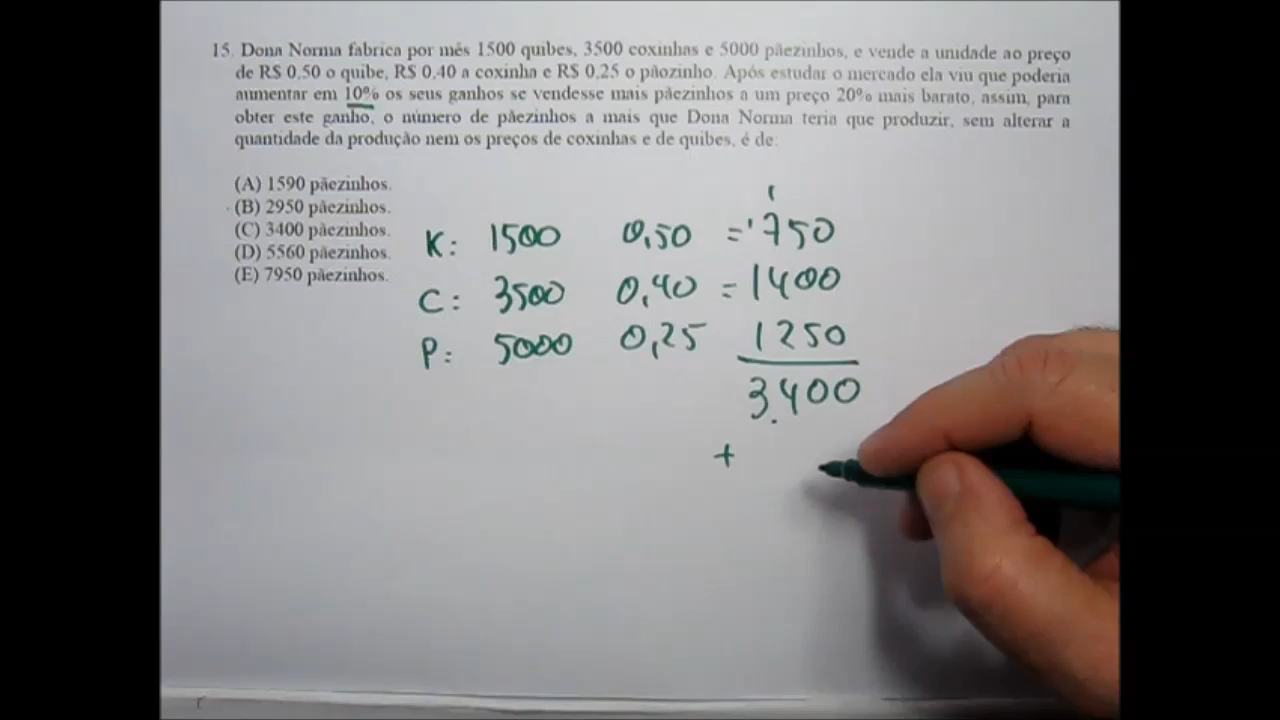 15. Dona Norma fabrica por mês 1500 quibes, 3500 coxinhas e 5000 pãezinhos, e vende a unidade ao preço
de R$ 0,50 o quibe, R$ 0,40 a coxinha e R$ 0,25 o pãozinho. Após estudar o mercado ela viu que poderia
aumentar em 10% os seus ganhos se vendesse mais pãezinhos a um preço 20% mais barato, assim, para
obter este ganho, o número de pãezinhos a mais que Dona Norma teria que produzir, sem alterar a
quantidade da produção nem os preços de coxinhas e de quibes, é de:
(A) 1590 pãezinhos.
(B) 2950 pãezinhos.
(C) 3400 pãezinhos.
(D) 5560 pãezinhos.
(E) 7950 pãezinhos.
K: 1500 0,50 = 750
C: 3500 0,40 = 1400
P: 5000 0,25 1250
3.400
+